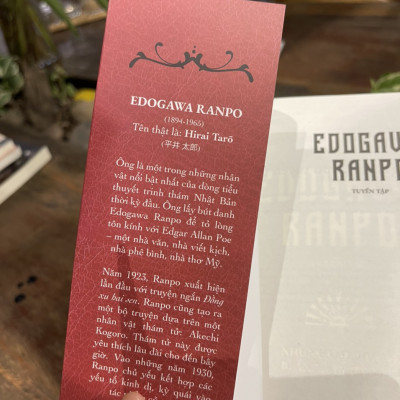 EDOGAWA RANPO
(1894-1965)
Tên thật là: Hirai Tarō
(平井 太郎)
Ông là một trong những nhân
vật nổi bật nhất của dòng tiểu
thuyết trinh thám Nhật Bản
thời kỳ đầu. Ông lấy bút danh
Edogawa Ranpo để tỏ lòng
tôn kính với Edgar Allan Poe
– một nhà văn, nhà viết kịch,
nhà phê bình, nhà thơ Mỹ.
Năm 1923, Ranpo xuất hiện
lần đầu với truyện ngắn Đồng
xu hai sen. Ranpo cũng tạo ra
một bộ truyện dựa trên một
nhân vật thám tử: Akechi
Kogoro. Thám tử này được
yêu thích lâu dài cho đến bây
giờ. Vào những năm 1930,
Ranpo chủ yếu kết hợp các
yếu tố kinh dị, kỳ quái vào
tác
EDOGAWA
RANPO
TUYỂN TẬP